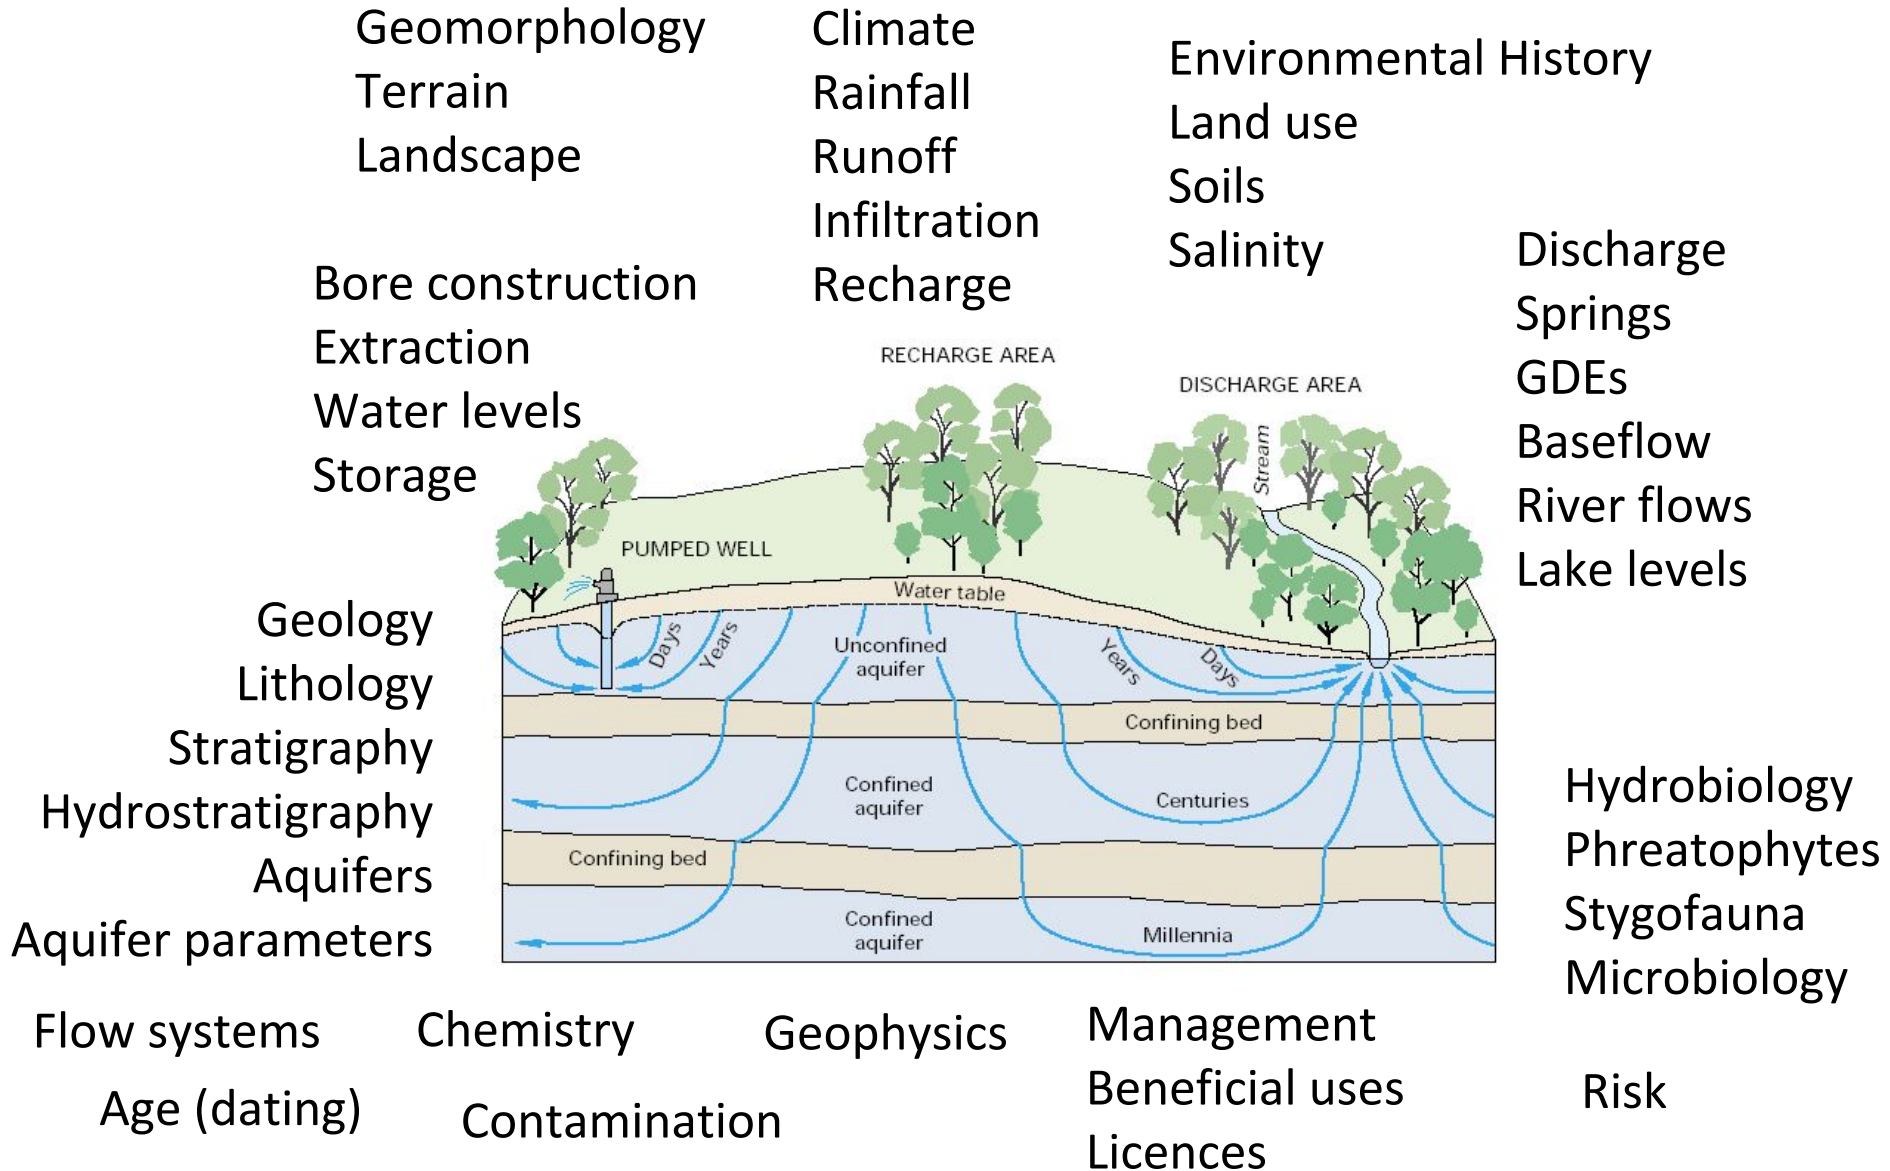 Geomorphology
Terrain
Landscape
Climate
Rainfall
Runoff
Infiltration
Recharge
Environmental History
Land use
Soils
Salinity
Bore construction
Extraction
Water levels
Storage
Discharge
Springs
GDEs
Baseflow
River flows
Lake levels
RECHARGE AREA
DISCHARGE AREA
Stream
PUMPED WELL
Water table
Days
Years
Unconfined
aquifer
Years
Days
Confining bed
Confined
aquifer
Centuries
Confining bed
Confined
aquifer
Millennia
Geology
Lithology
Stratigraphy
Hydrostratigraphy
Aquifers
Aquifer parameters
Hydrobiology
Phreatophytes
Stygofauna
Microbiology
Flow systems
Age (dating)
Chemistry
Contamination
Geophysics
Management
Beneficial uses
Licences
Risk